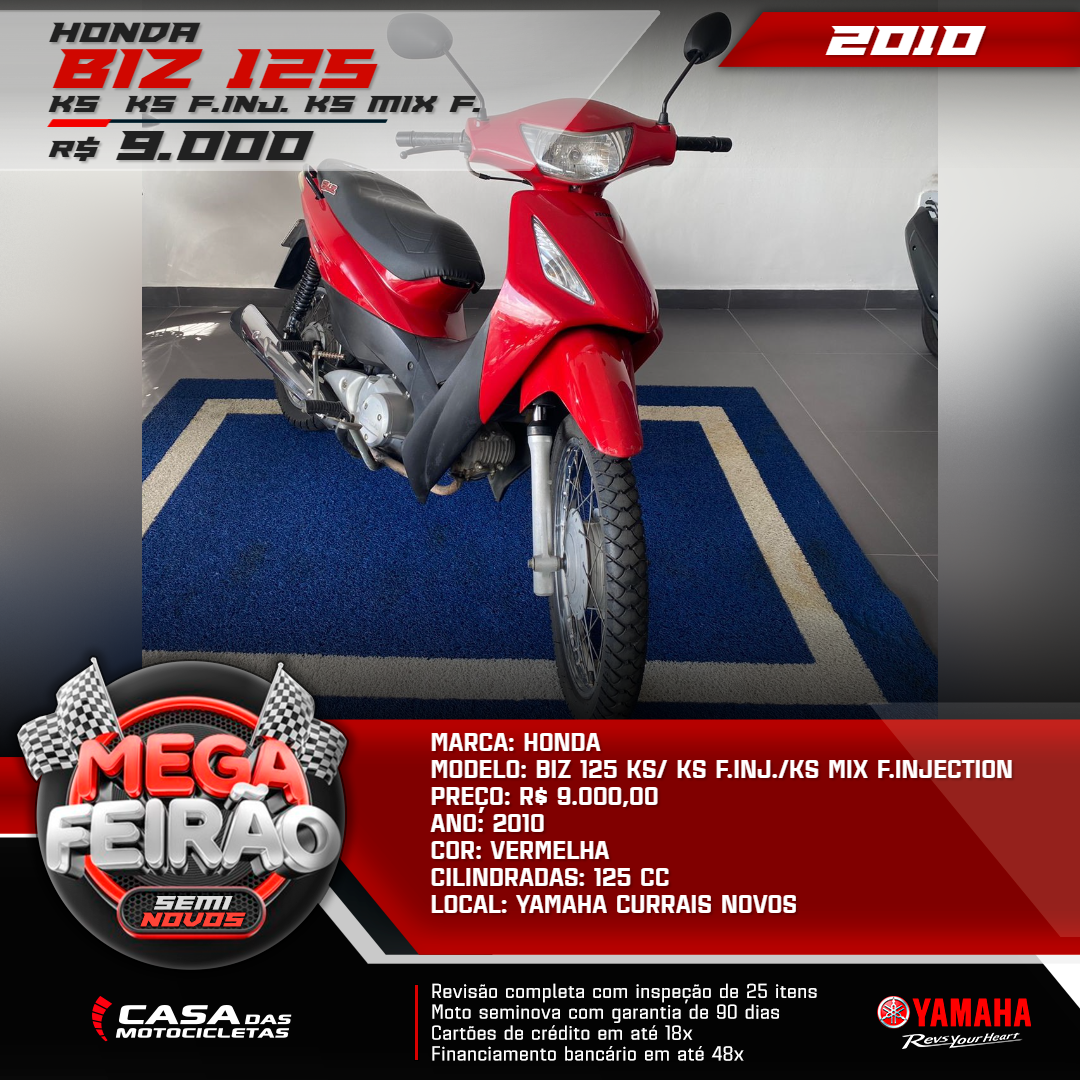 HONDA
BIZ 125
KS KS F.INJ. KS MIX F.
R$ 9.000
2010
BIZ
MEGA
FEIRÃO
SEMI
NOVOS
MARCA: HONDA
MODELO: BIZ 125 KS/ KS F.INJ./KS MIX F.INJECTION
PREÇO: R$ 9.000,00
ANO: 2010
COR: VERMELHA
CILINDRADAS: 125 CC
LOCAL: YAMAHA CURRAIS NOVOS
CASA DAS
MOTOCICLETAS
Revisão completa com inspeção de 25 itens
Moto seminova com garantia de 90 dias
Cartões de crédito em até 18x
Financiamento bancário em até 48x
YAMAHA
Revs Your Heart